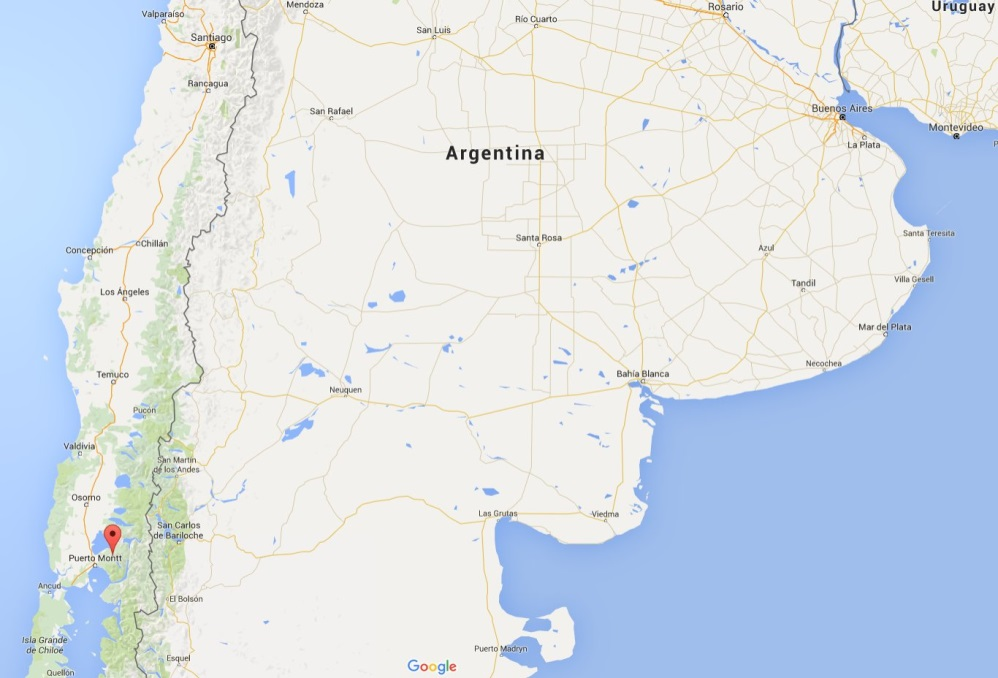 Valparaíso
Mendoza
Rosario
Uruguay
Río Cuarto
San Luis
Santiago
Rancagua
San Rafael
Buenos Aires
Montevideo
La Plata
Argentina
Santa Teresita
Santa Rosa
Chillán
Concepción
Azul
Villa Gesell
Tandil
Los Ángeles
Mar del Plata
Necochea
Bahía Blanca
Temuco
Neuquen
Pucon
Valdivia
San Martin
de los Andes
Osorno
Las Grutas
Viedma
San Carlos
de Bariloche
Puerto Montt
Ancud
El Bolsón
Isla Grande
de Chiloé
Puerto Madryn
Esquel
Google
Quellón